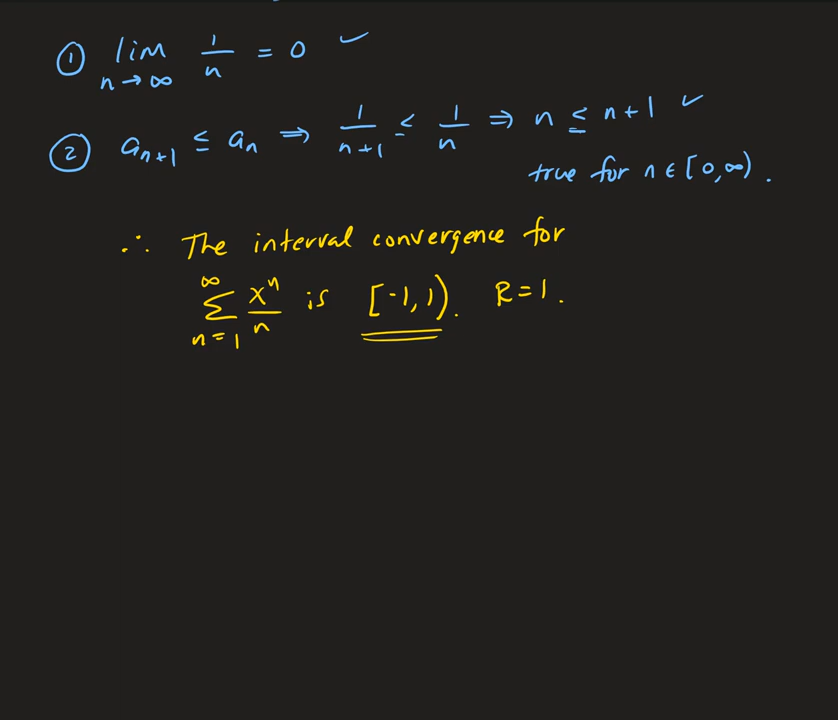 ① lim_{n→∞} 1/n = 0 ✓
② a_{n+1} ≤ a_n ⇒ 1/(n+1) ≤ 1/n ⇒ n ≤ n+1 ✓
true for n ∈ [0,∞).
∴ The interval convergence for
∑_{n=1}^{∞} x^n/n is [-1,1). R=1.